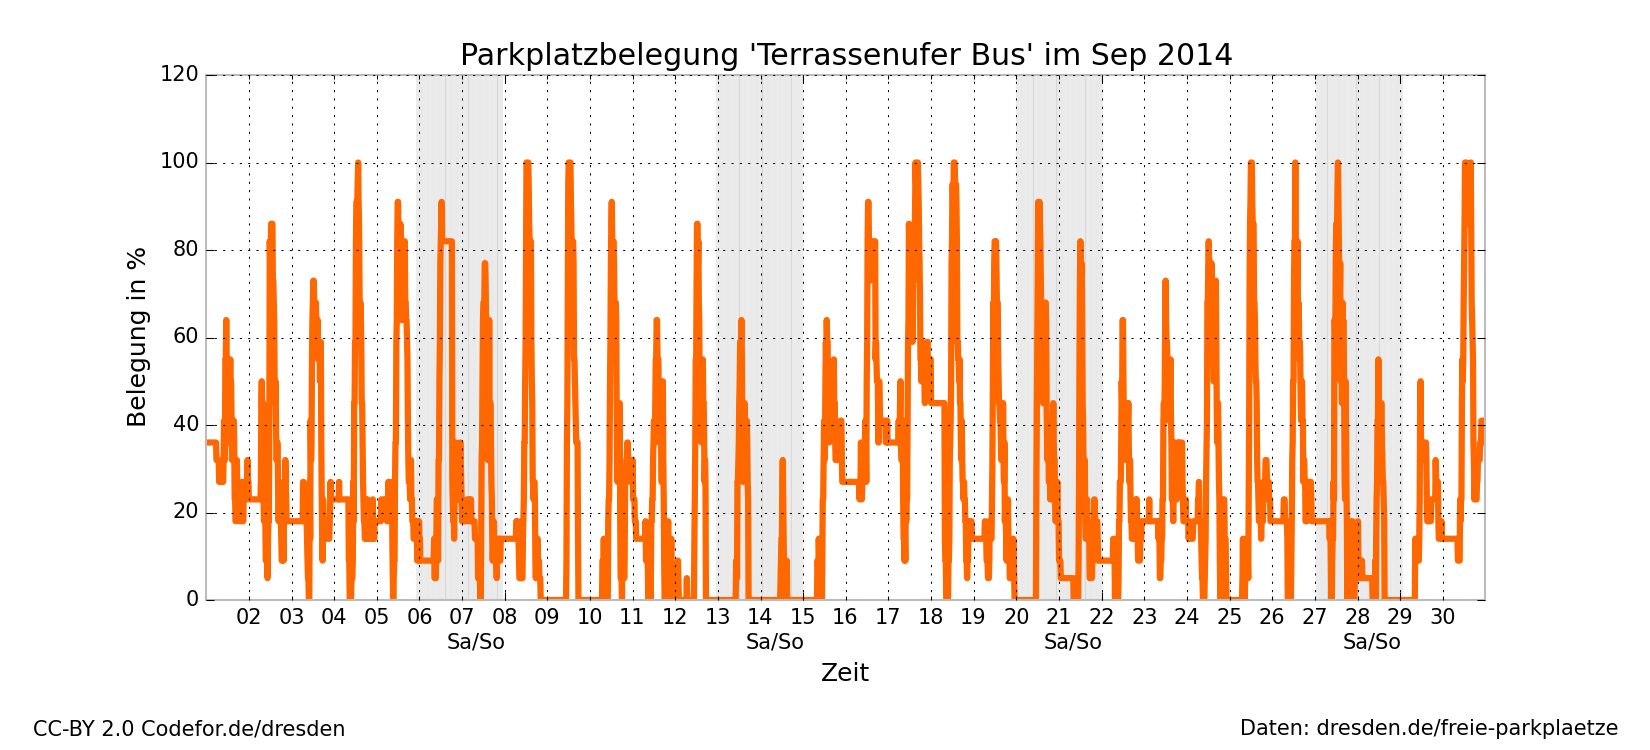 Parkplatzbelegung 'Terrassenufer Bus' im Sep 2014
120
100
80
60
40
20
0
Belegung in %
02 03 04 05 06 07 08 09 10 11 12 13 14 15 16 17 18 19 20 21 22 23 24 25 26 27 28 29 30
Sa/So Sa/So Sa/So Sa/So
Zeit
CC-BY 2.0 Codefor.de/dresden
Daten: dresden.de/freie-parkplaetze